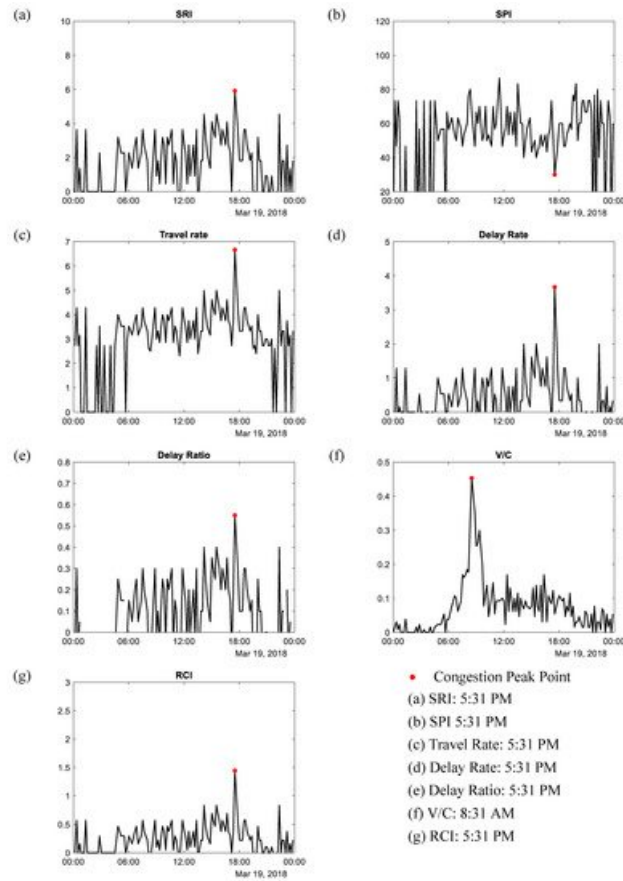 (a)
SRI
10
8
6
4
2
0
00:00 06:00 12:00 18:00 00:00
Mar 19, 2018
(b)
SPI
120
100
80
60
40
20
00:00 06:00 12:00 18:00 00:00
Mar 19, 2018
(c)
Travel rate
7
6
5
4
3
2
1
0
00:00 06:00 12:00 18:00 00:00
Mar 19, 2018
(d)
Delay Rate
5
4
3
2
1
0
00:00 06:00 12:00 18:00 00:00
Mar 19, 2018
(e)
Delay Ratio
0.8
0.7
0.6
0.5
0.4
0.3
0.2
0.1
0
00:00 06:00 12:00 18:00 00:00
Mar 19, 2018
(f)
V/C
0.5
0.4
0.3
0.2
0.1
0
00:00 06:00 12:00 18:00 00:00
Mar 19, 2018
(g)
RCI
3
2.5
2
1.5
1
0.5
0
00:00 06:00 12:00 18:00 00:00
Mar 19, 2018
Congestion Peak Point
(a) SRI: 5:31 PM
(b) SPI 5:31 PM
(c) Travel Rate: 5:31 PM
(d) Delay Rate: 5:31 PM
(e) Delay Ratio: 5:31 PM
(f) V/C: 8:31 AM
(g) RCI: 5:31 PM